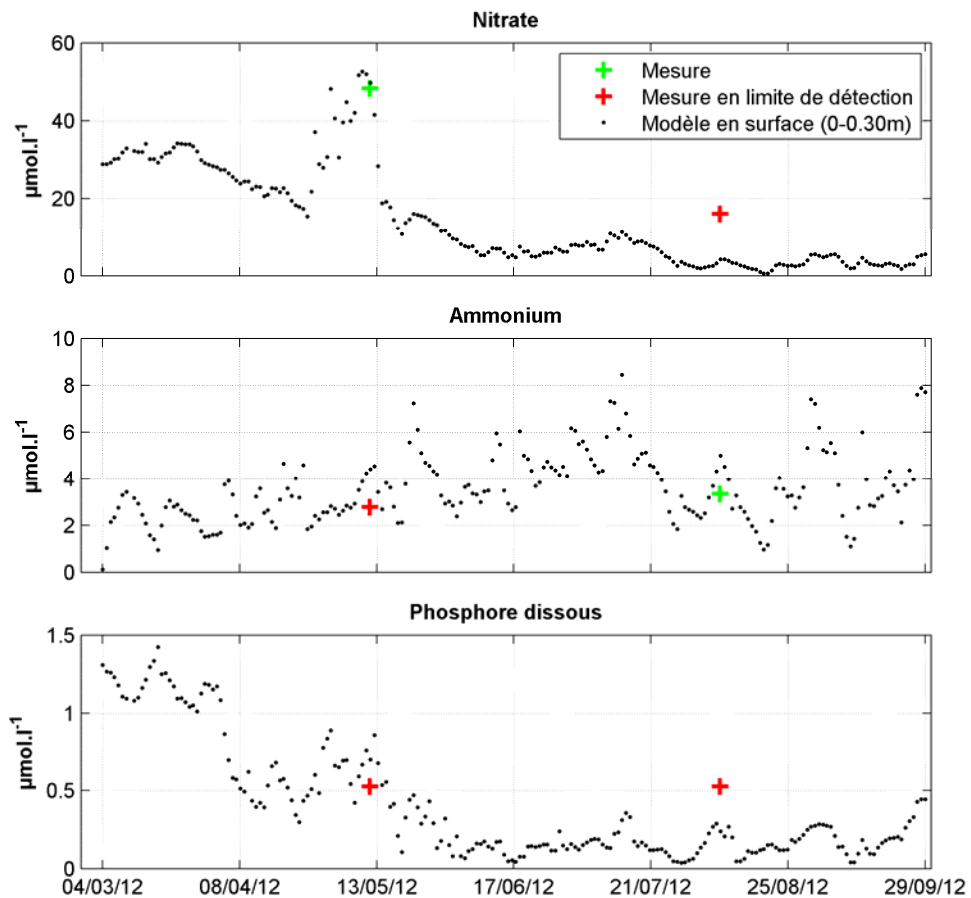 Nitrate
60
40
20
0
µmol.l-1
Mesure
Mesure en limite de détection
Modèle en surface (0-0.30m)
Ammonium
10
8
6
4
2
0
µmol.l-1
Phosphore dissous
1.5
1
0.5
0
µmol.l-1
04/03/12 08/04/12 13/05/12 17/06/12 21/07/12 25/08/12 29/09/12